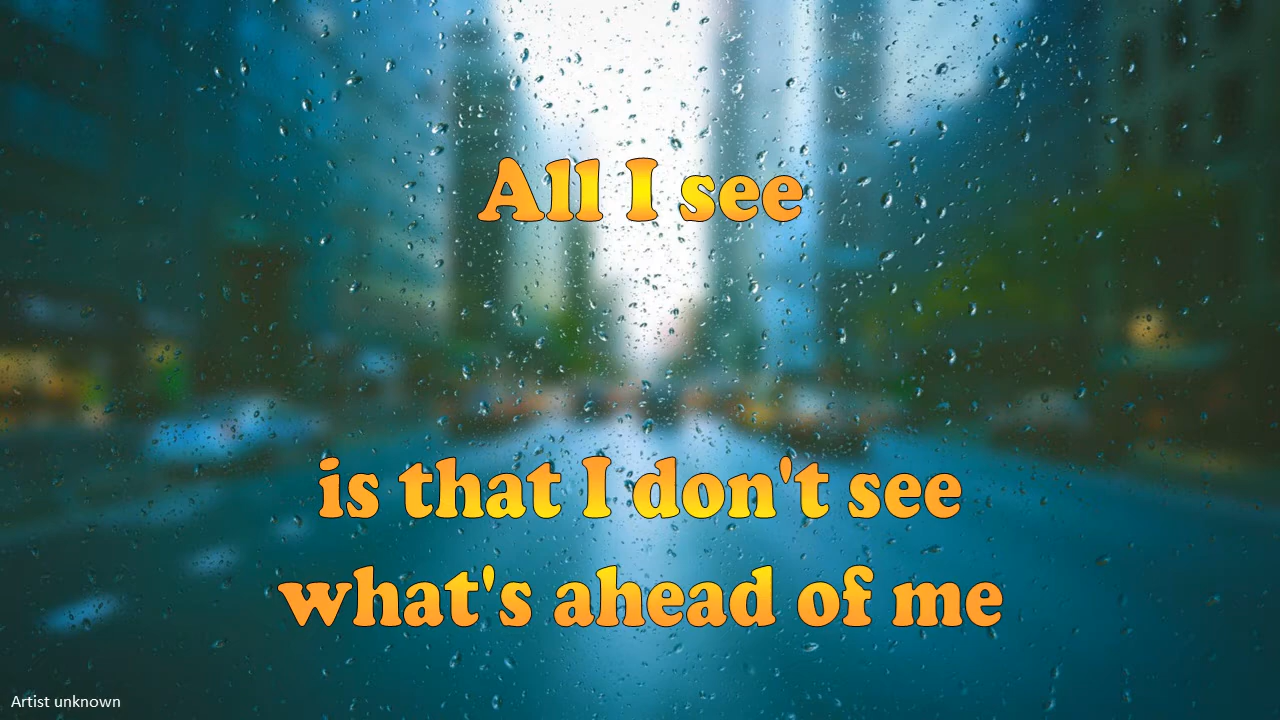 All I see
is that I don't see
what's ahead of me
Artist unknown